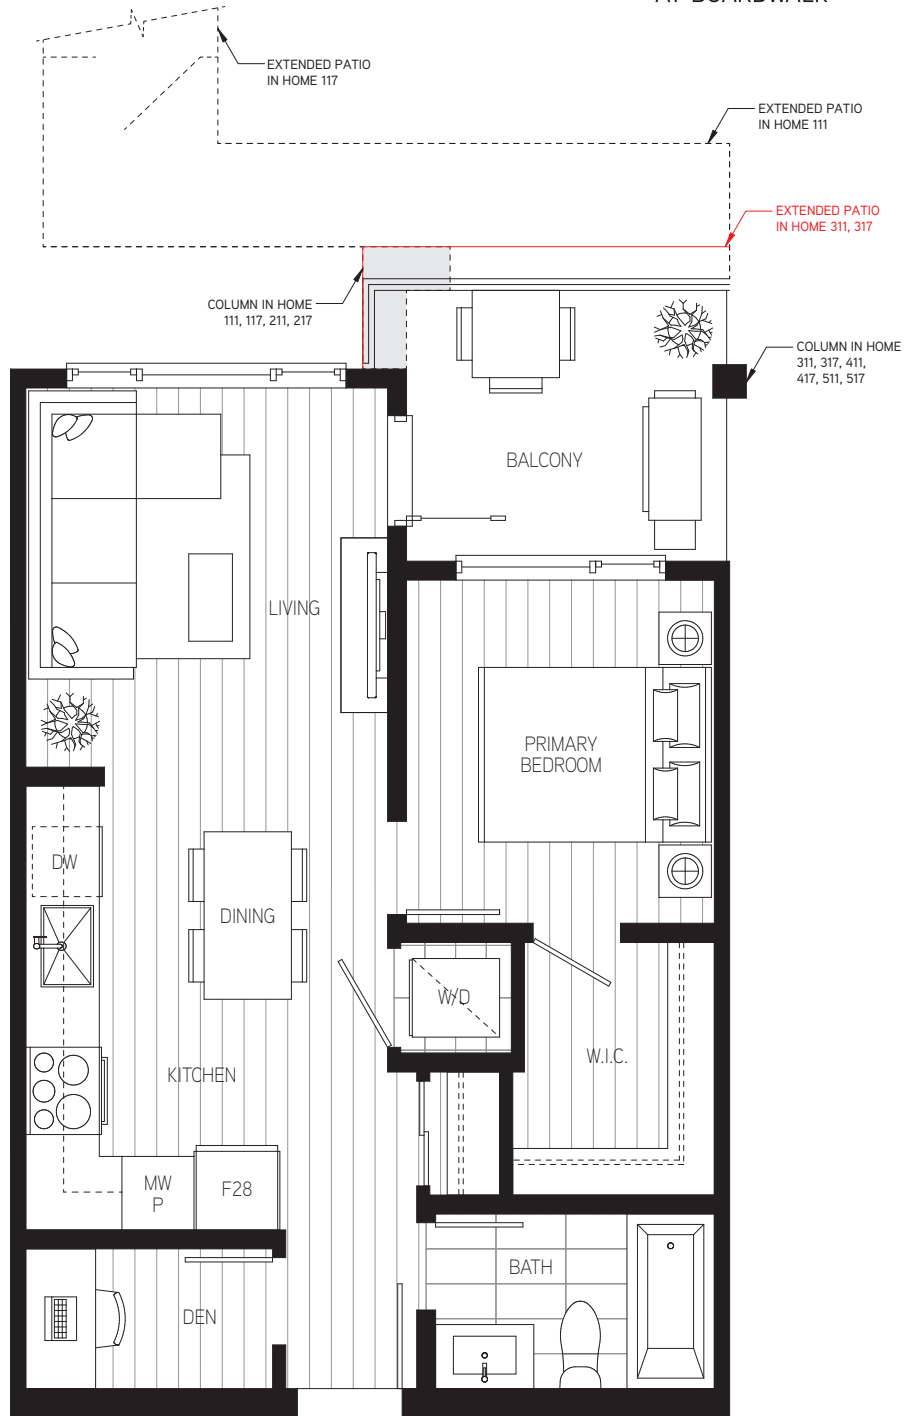 AT BOARDWALK
EXTENDED PATIO
IN HOME 117
EXTENDED PATIO
IN HOME 111
EXTENDED PATIO
IN HOME 311, 317
COLUMN IN HOME
111, 117, 211, 217
COLUMN IN HOME
311, 317, 411,
417, 511, 517
BALCONY
LIVING
PRIMARY
BEDROOM
DW
DINING
W/D
W.I.C.
KITCHEN
MW
P
F28
BATH
DEN